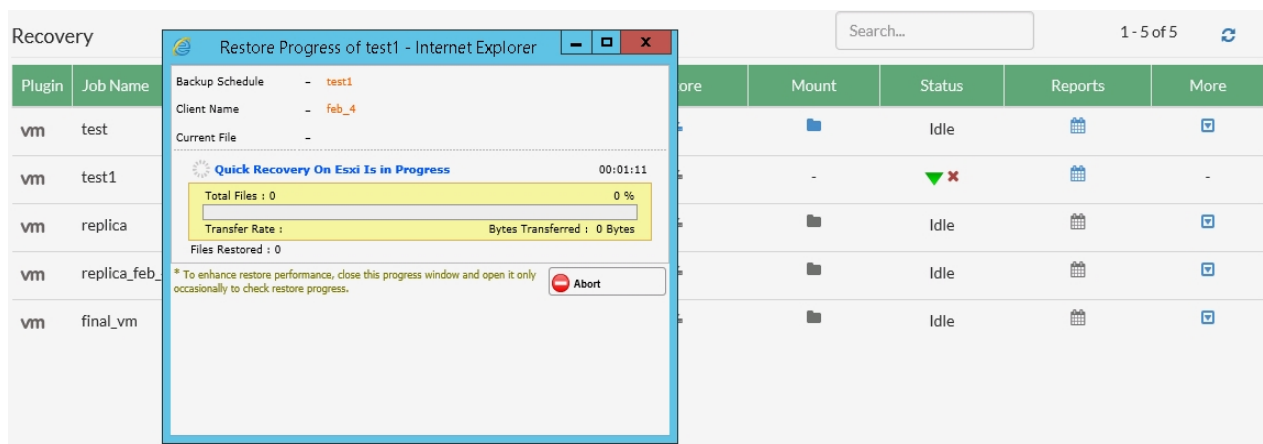 Recovery
Search...
1 - 5 of 5
Restore Progress of test1 - Internet Explorer
Plugin Job Name ore Mount Status Reports More
Backup Schedule - test1
Client Name - feb_4
Current File -
Quick Recovery On Esxi Is in Progress 00:01:11
Total Files : 0 0 %
Transfer Rate : Bytes Transferred : 0 Bytes
Files Restored : 0
* To enhance restore performance, close this progress window and open it only
occasionally to check restore progress.
Abort
vm test Idle
vm test1 - -
vm replica Idle
vm replica_feb_ Idle
vm final_vm Idle